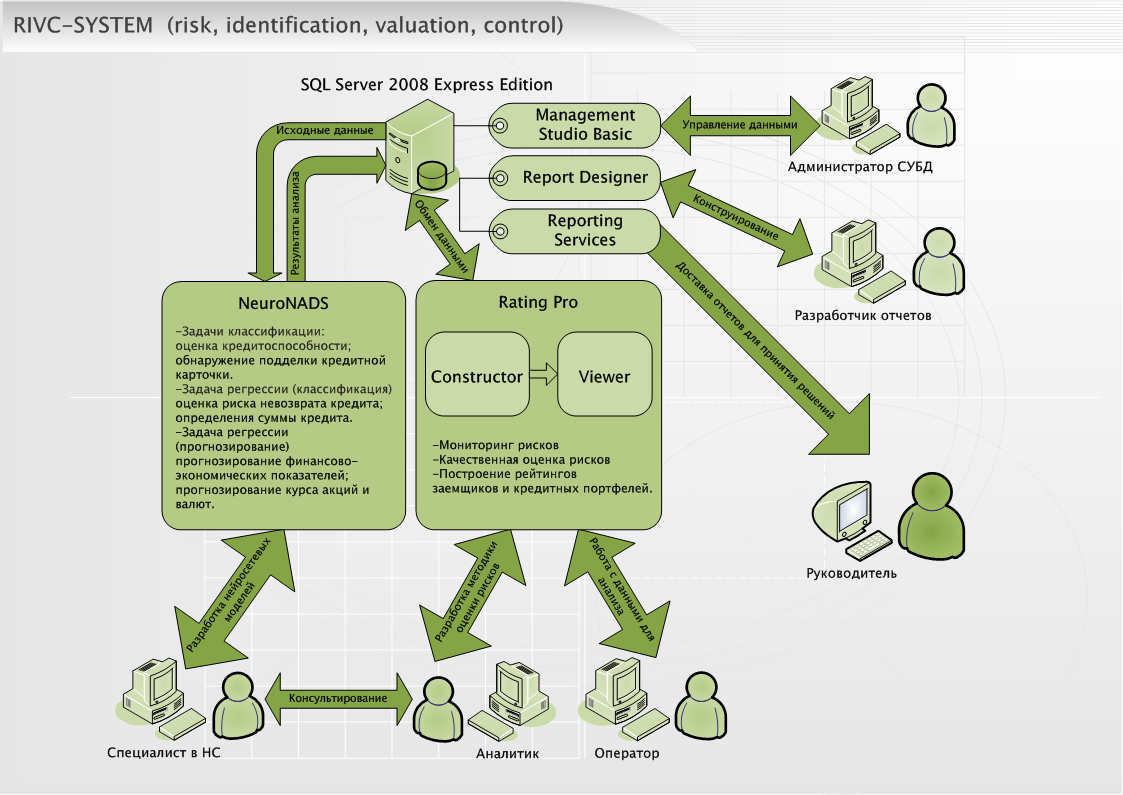 RIVC-SYSTEM (risk, identification, valuation, control)
SQL Server 2008 Express Edition
Исходные данные
Результаты анализа
Обмен данными
Management
Studio Basic
Report Designer
Reporting
Services
Управление данными
Администратор СУБД
Конструирование
Разработчик отчетов
Доставка отчетов для принятия решений
Руководитель
NeuroNADS
-Задачи классификации:
оценка кредитоспособности;
обнаружение подделки кредитной
карточки.
-Задача регрессии (классификация)
оценка риска невозврата кредита;
определения суммы кредита.
-Задача регрессии
(прогнозирование)
прогнозирование финансово-
экономических показателей;
прогнозирование курса акций и
валют.
Rating Pro
Constructor
Viewer
-Мониторинг рисков
-Качественная оценка рисков
-Построение рейтингов
заемщиков и кредитных портфелей.
Разработка нейросетевых
моделей
Разработка методики
оценки рисков
Работа с данными для
анализа
Консультирование
Специалист в НС
Аналитик
Оператор